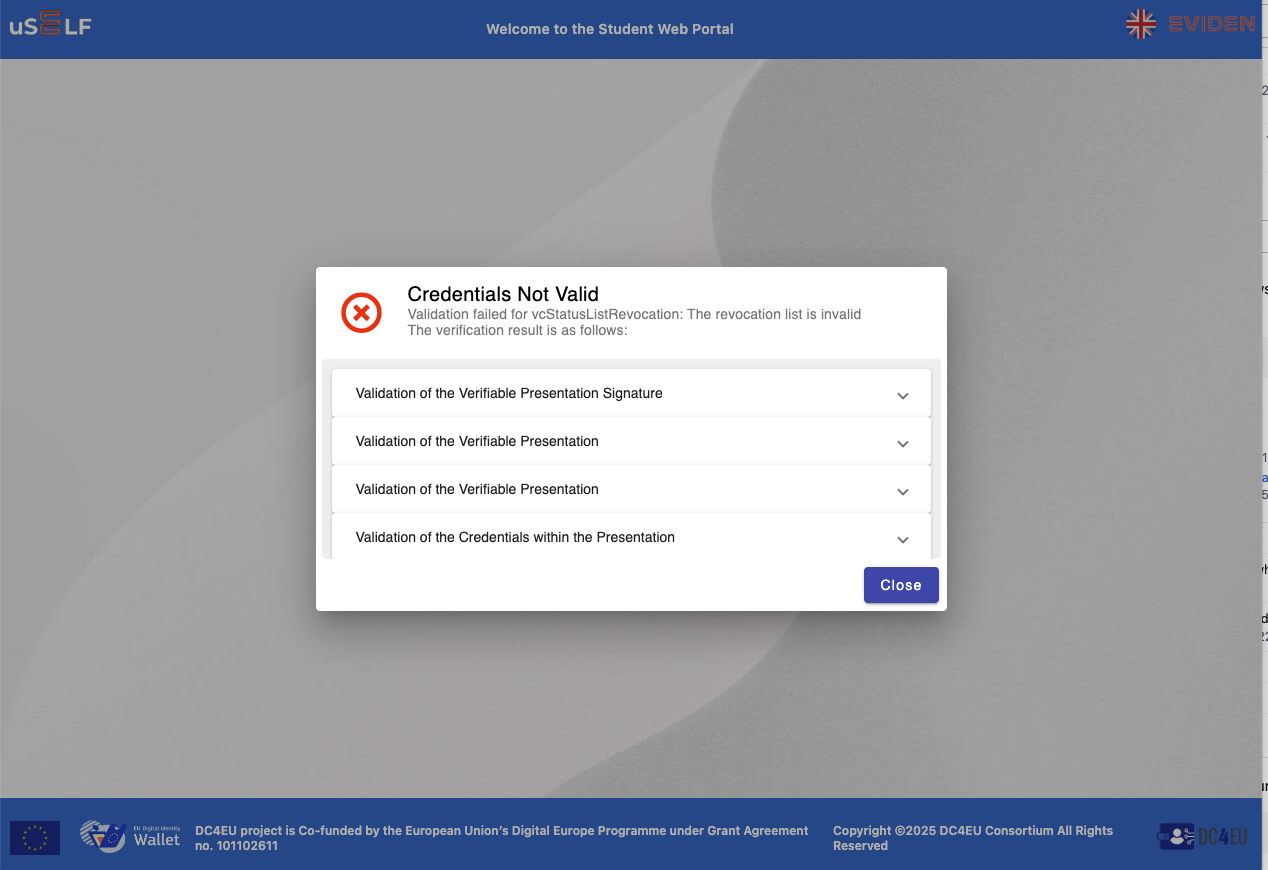 uSELF
Welcome to the Student Web Portal
EVIDEN
Credentials Not Valid
Validation failed for vcStatusListRevocation: The revocation list is invalid
The verification result is as follows:
Validation of the Verifiable Presentation Signature
Validation of the Verifiable Presentation
Validation of the Verifiable Presentation
Validation of the Credentials within the Presentation
Close
EU Digital Identity
Wallet
DC4EU project is Co-funded by the European Union's Digital Europe Programme under Grant Agreement
no. 101102611
Copyright ©2025 DC4EU Consortium All Rights
Reserved
DC4EU